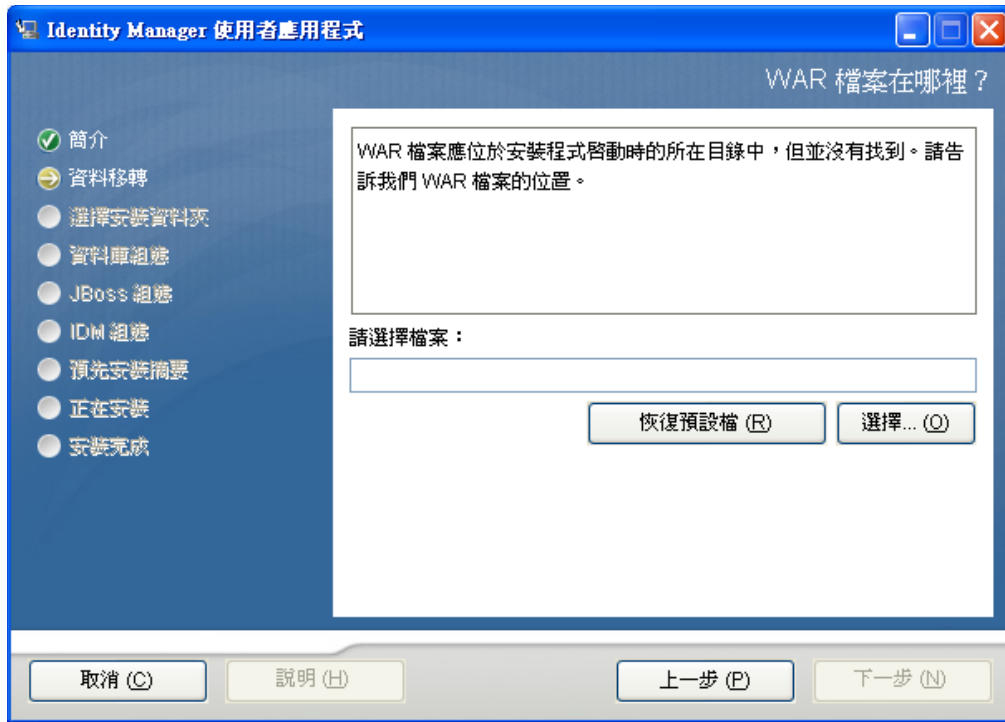 Identity Manager 使用者應用程式
WAR 檔案在哪裡？
簡介
資料移轉
選擇安裝資料夾
資料庫組態
JBoss 組態
IDM 組態
預先安裝摘要
正在安裝
安裝完成
WAR 檔案應位於安裝程式啟動時的所在目錄中，但並沒有找到。請告
訴我們 WAR 檔案的位置。
請選擇檔案：
恢復預設檔 (R)
選擇... (O)
取消 (C)
說明 (H)
上一步 (P)
下一步 (N)